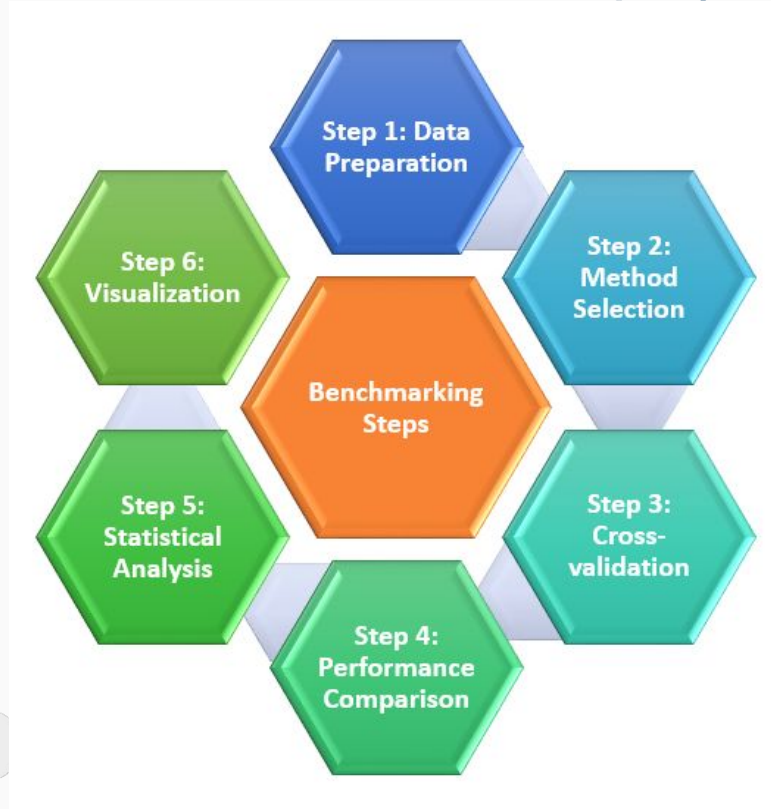 Step 1: Data
Preparation
Step 2:
Method
Selection
Step 3:
Cross-
validation
Step 4:
Performance
Comparison
Step 5:
Statistical
Analysis
Step 6:
Visualization
Benchmarking
Steps